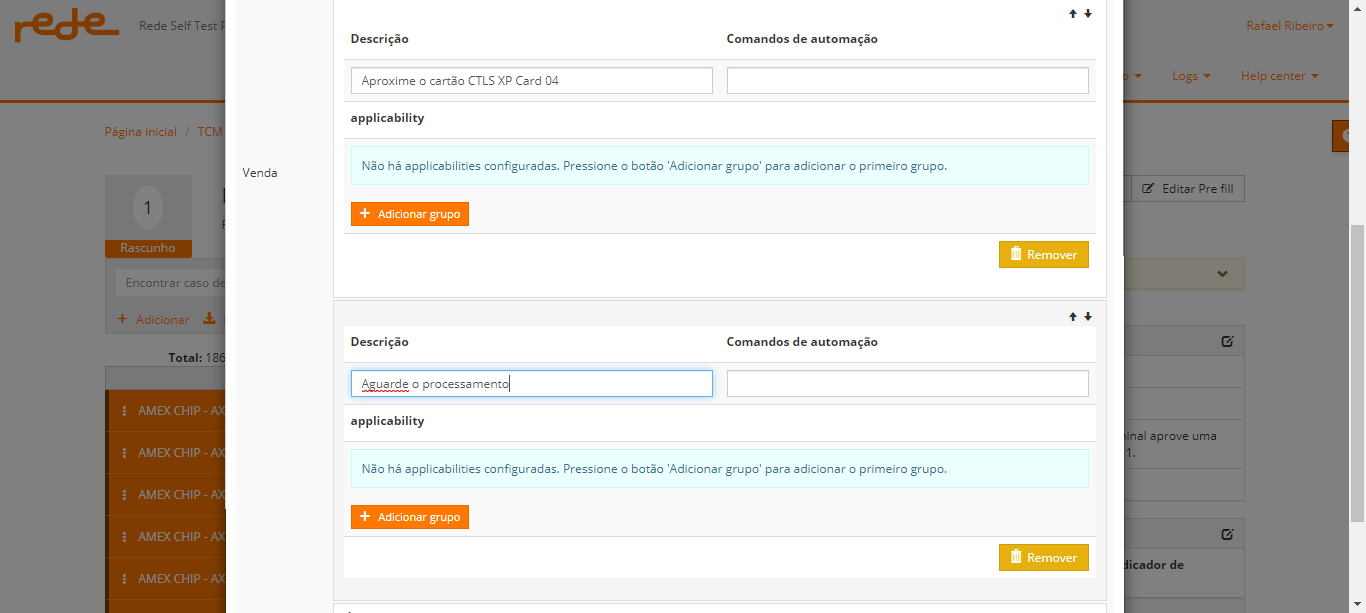 rede
Rede Self Test
Rafael Ribeiro
Logs
Help center
Página inicial / TCM
1
Rascunho
Editar Pre fill
Encontrar caso de
Adicionar
Total: 186
AMEX CHIP - AX
AMEX CHIP - AX
AMEX CHIP - AX
AMEX CHIP - AX
AMEX CHIP - AX
Venda
Descrição
Comandos de automação
Aproxime o cartão CTLS XP Card 04
applicability
Não há applicabilities configuradas. Pressione o botão 'Adicionar grupo' para adicionar o primeiro grupo.
Adicionar grupo
Remover
Descrição
Comandos de automação
Aguarde o processamento
applicability
Não há applicabilities configuradas. Pressione o botão 'Adicionar grupo' para adicionar o primeiro grupo.
Adicionar grupo
Remover
aprove uma
1.
de